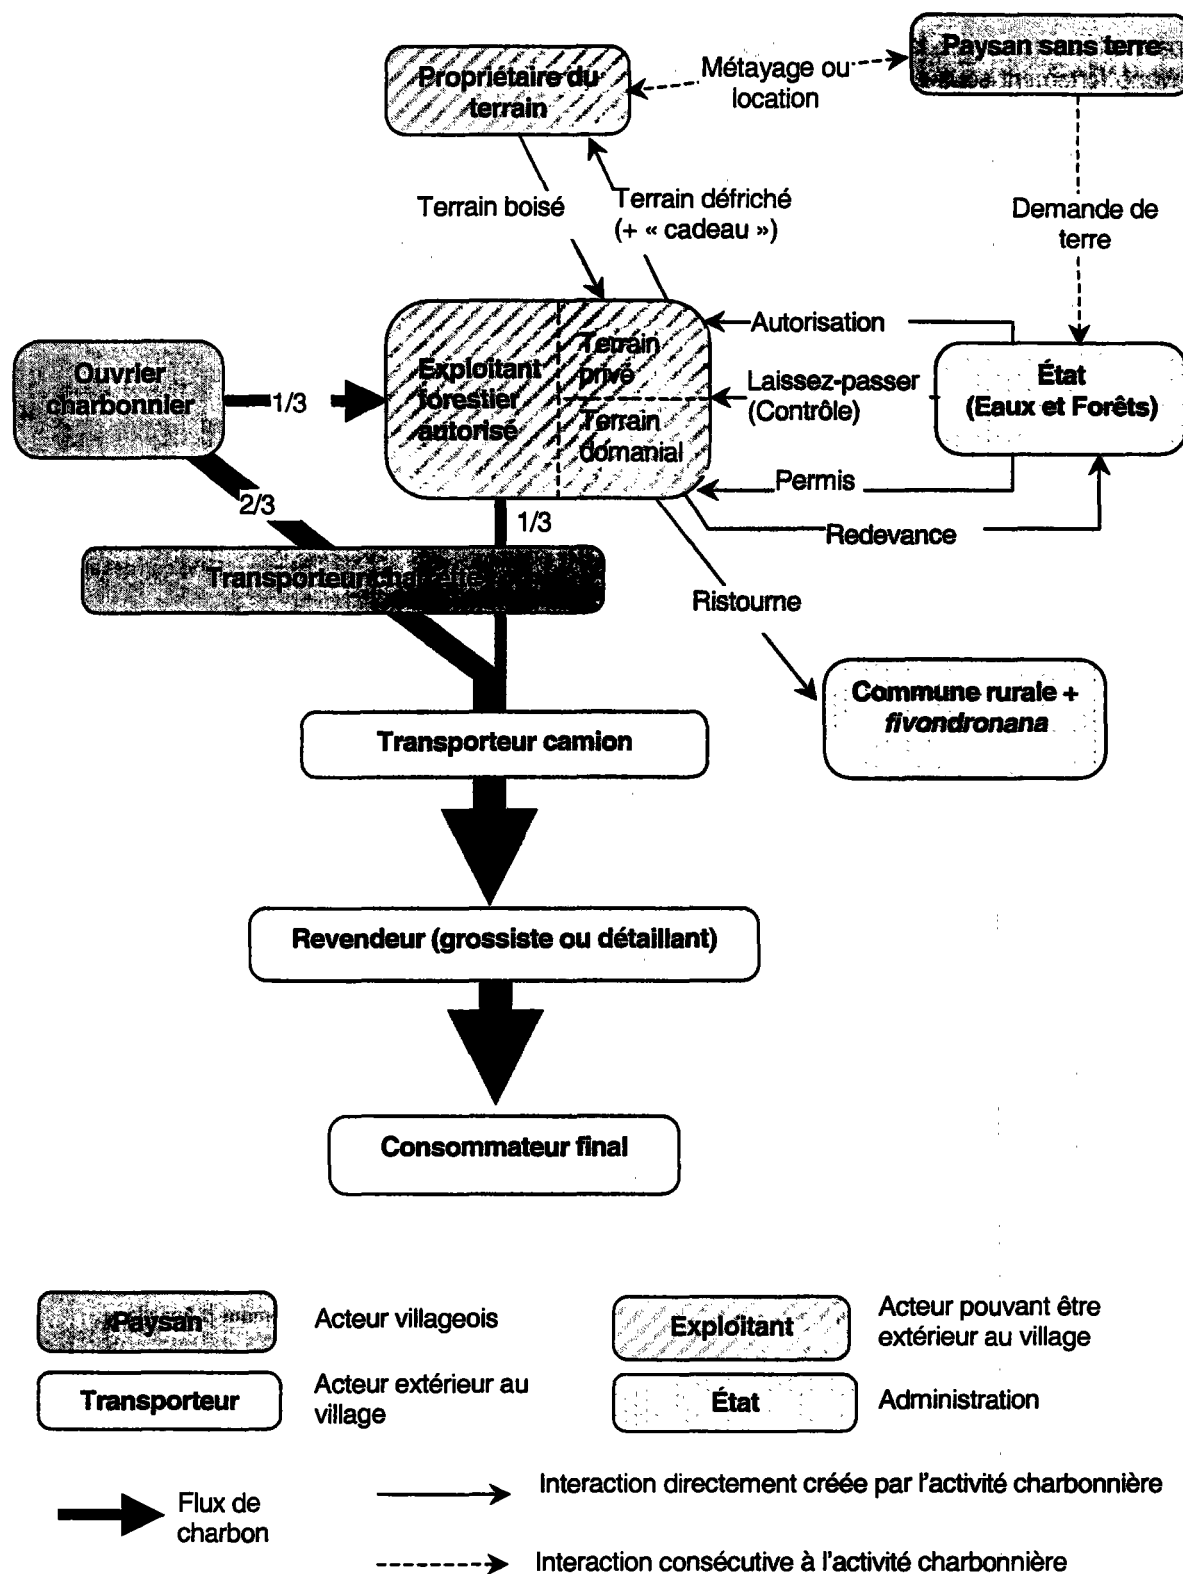 Paysan sans terre
Propriétaire du
terrain
Métayage ou
location
Terrain boisé
Terrain défriché
(+ « cadeau »)
Demande de
terre
Ouvrier
charbonnier
1/3
Exploitant
forestier
autorisé
Terrain
privé
Terrain
domanial
Autorisation
Laissez-passer
(Contrôle)
Permis
Redevance
État
(Eaux et Forêts)
2/3
1/3
Transporteur charrette
Ristourne
Commune rurale +
fivondronana
Transporteur camion
Revendeur (grossiste ou détaillant)
Consommateur final
Paysan
Acteur villageois
Exploitant
Acteur pouvant être
extérieur au village
Transporteur
Acteur extérieur au
village
État
Administration
Flux de
charbon
Interaction directement créée par l'activité charbonnière
Interaction consécutive à l'activité charbonnière